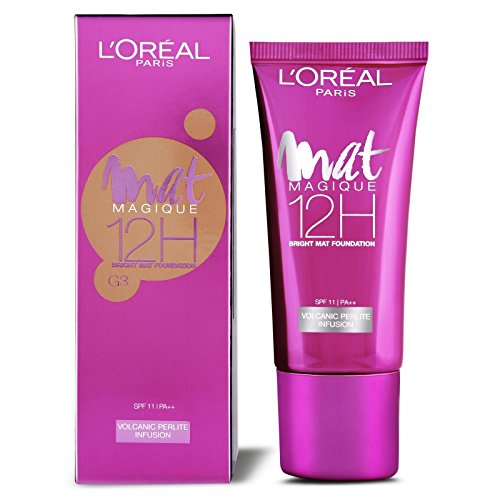 L'ORÉAL
PARIS
Mat
MAGIQUE
12H
BRIGHT MAT FOUNDATION
G3
SPF 11 | PA++
VOLCANIC PERLITE
INFUSION
L'ORÉAL
PARIS
Mat
MAGIQUE
12H
BRIGHT MAT FOUNDATION
SPF 11 | PA++
VOLCANIC PERLITE
INFUSION